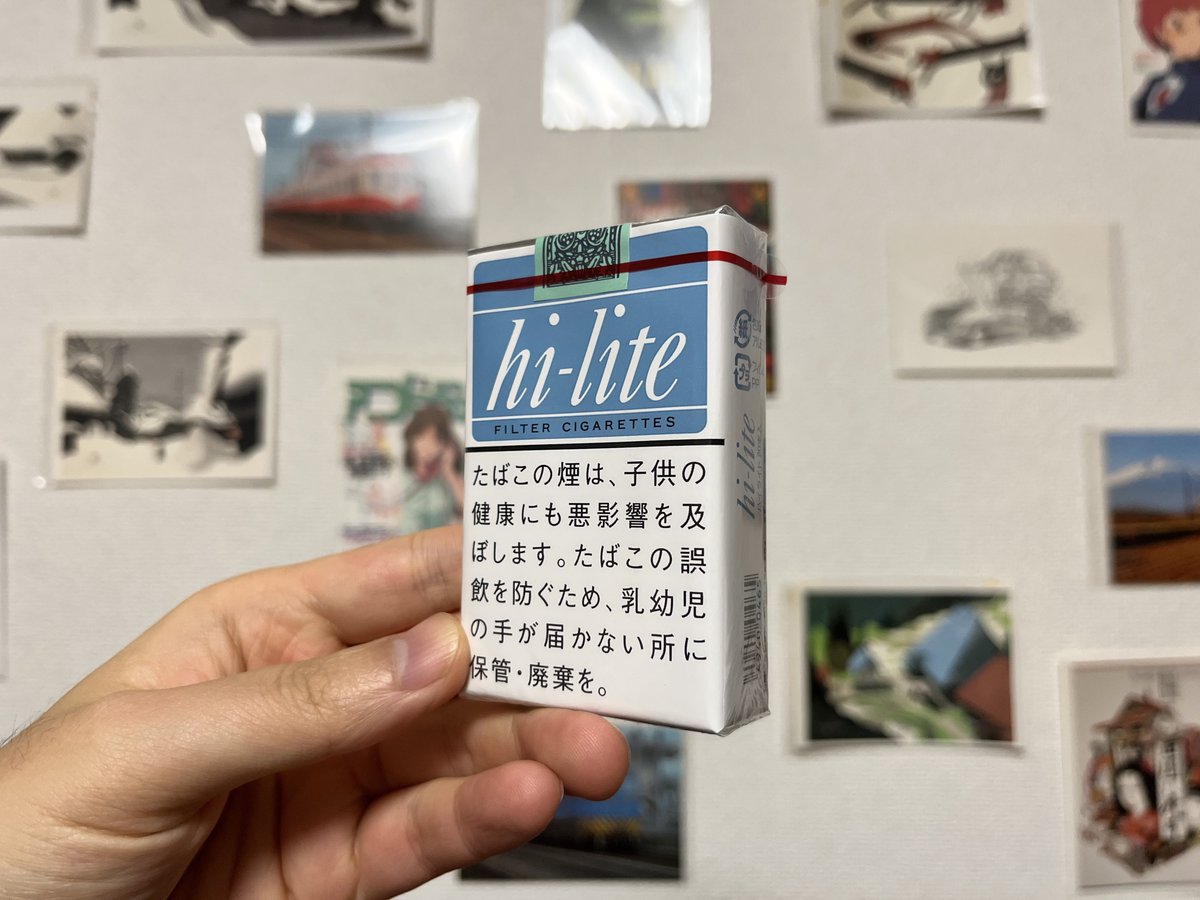 hi-lite
FILTER CIGARETTES
たばこの煙は、子供の
健康にも悪影響を及
ぼします。たばこの誤
飲を防ぐため、乳幼児
の手が届かない所に
保管・廃棄を。
hi-lite